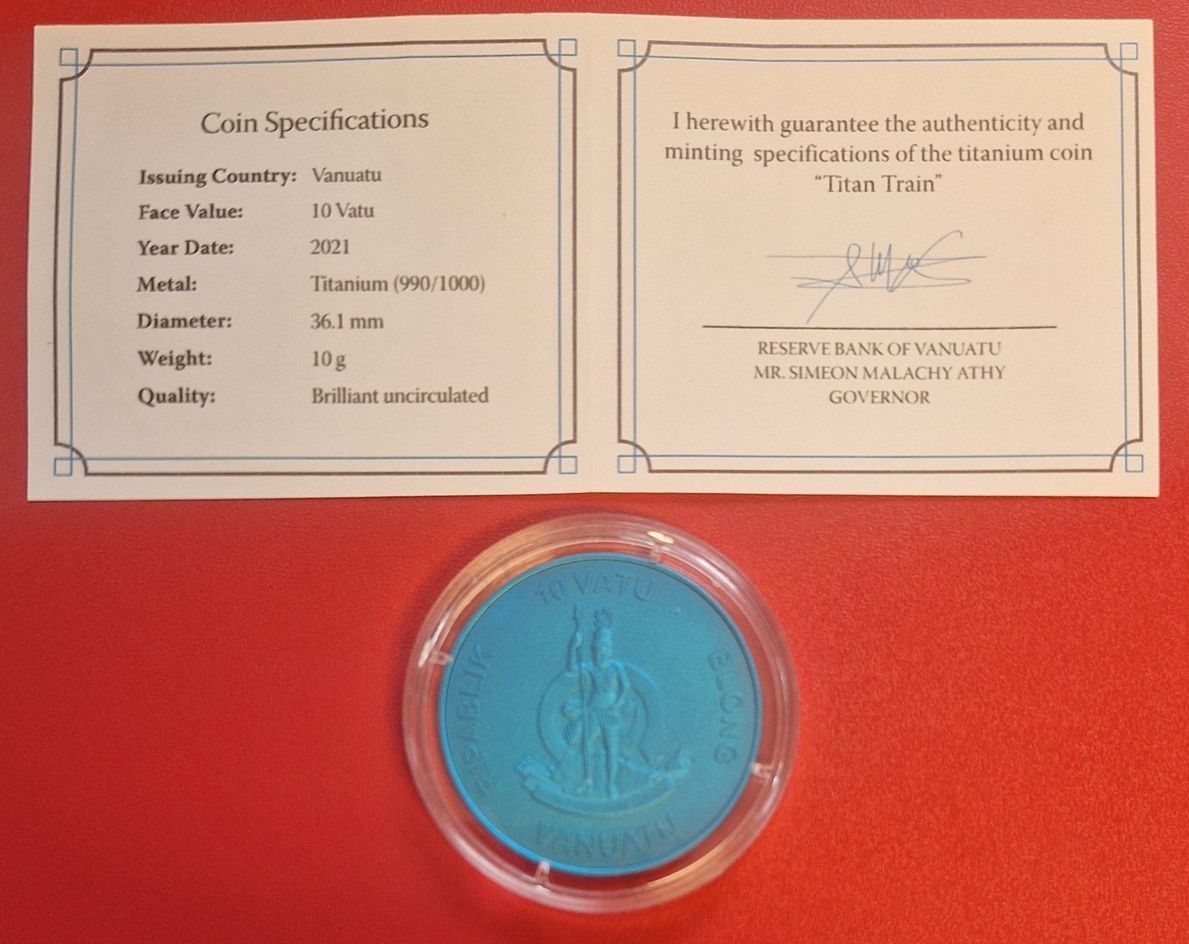 Coin Specifications
Issuing Country: Vanuatu
Face Value: 10 Vatu
Year Date: 2021
Metal: Titanium (990/1000)
Diameter: 36.1 mm
Weight: 10 g
Quality: Brilliant uncirculated
I herewith guarantee the authenticity and
minting specifications of the titanium coin
“Titan Train”
RESERVE BANK OF VANUATU
MR. SIMEON MALACHY ATHY
GOVERNOR
10 VATU
RIPABLIK
BLONG
VANUATU